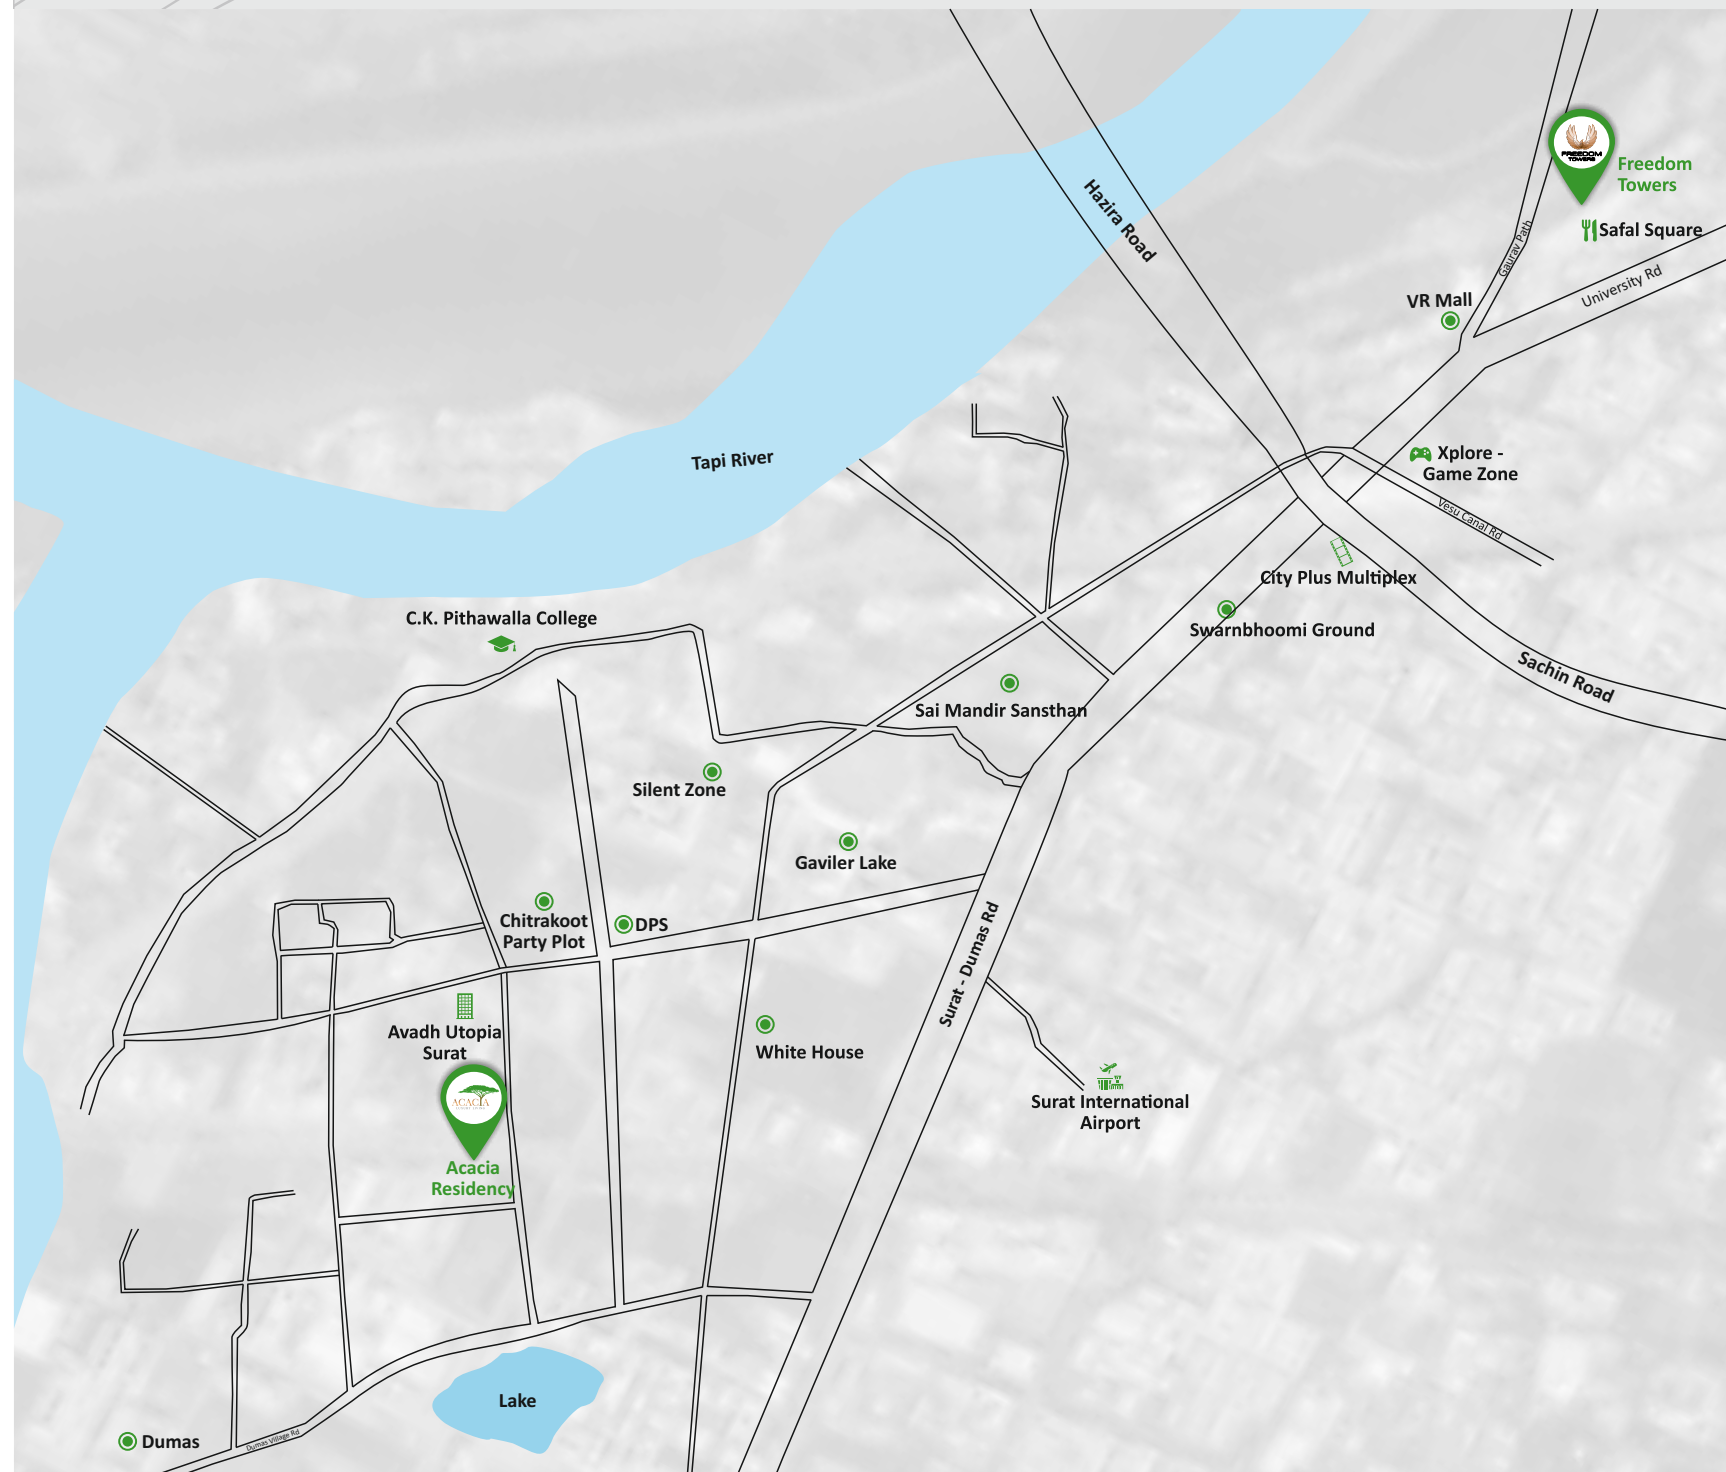 FREEDOM
TOWERS
Freedom
Towers
Safal Square
Hazira Road
Gaurav Path
University Rd
VR Mall
Tapi River
Xplore -
Game Zone
Vesu Canal Rd
City Plus Multiplex
C.K. Pithawalla College
Swarnbhoomi Ground
Sachin Road
Sai Mandir Sansthan
Silent Zone
Gaviler Lake
Chitrakoot
Party Plot
DPS
Surat - Dumas Rd
Avadh Utopia
Surat
White House
ACACIA
Surat International
Airport
Acacia
Residency
Lake
Dumas
Dumas Village Rd